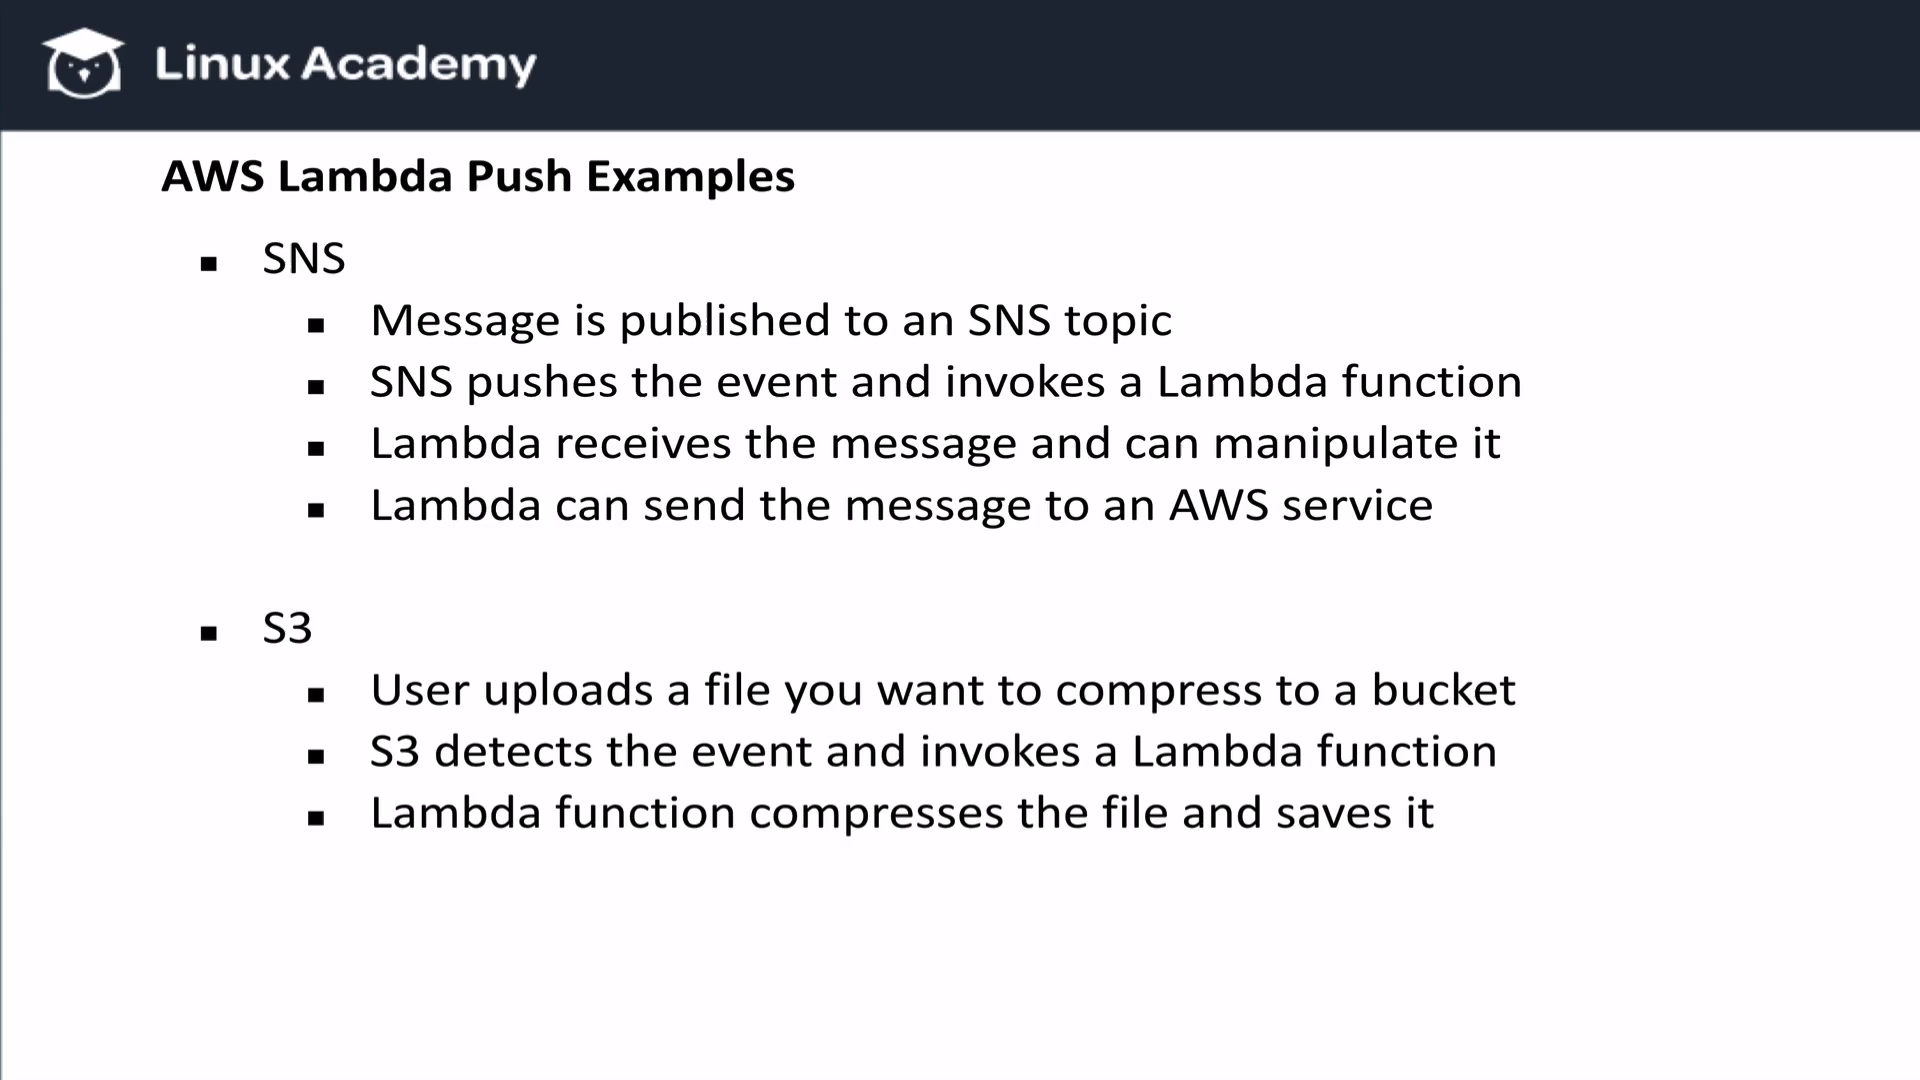 Linux Academy
AWS Lambda Push Examples
SNS
Message is published to an SNS topic
SNS pushes the event and invokes a Lambda function
Lambda receives the message and can manipulate it
Lambda can send the message to an AWS service
S3
User uploads a file you want to compress to a bucket
S3 detects the event and invokes a Lambda function
Lambda function compresses the file and saves it